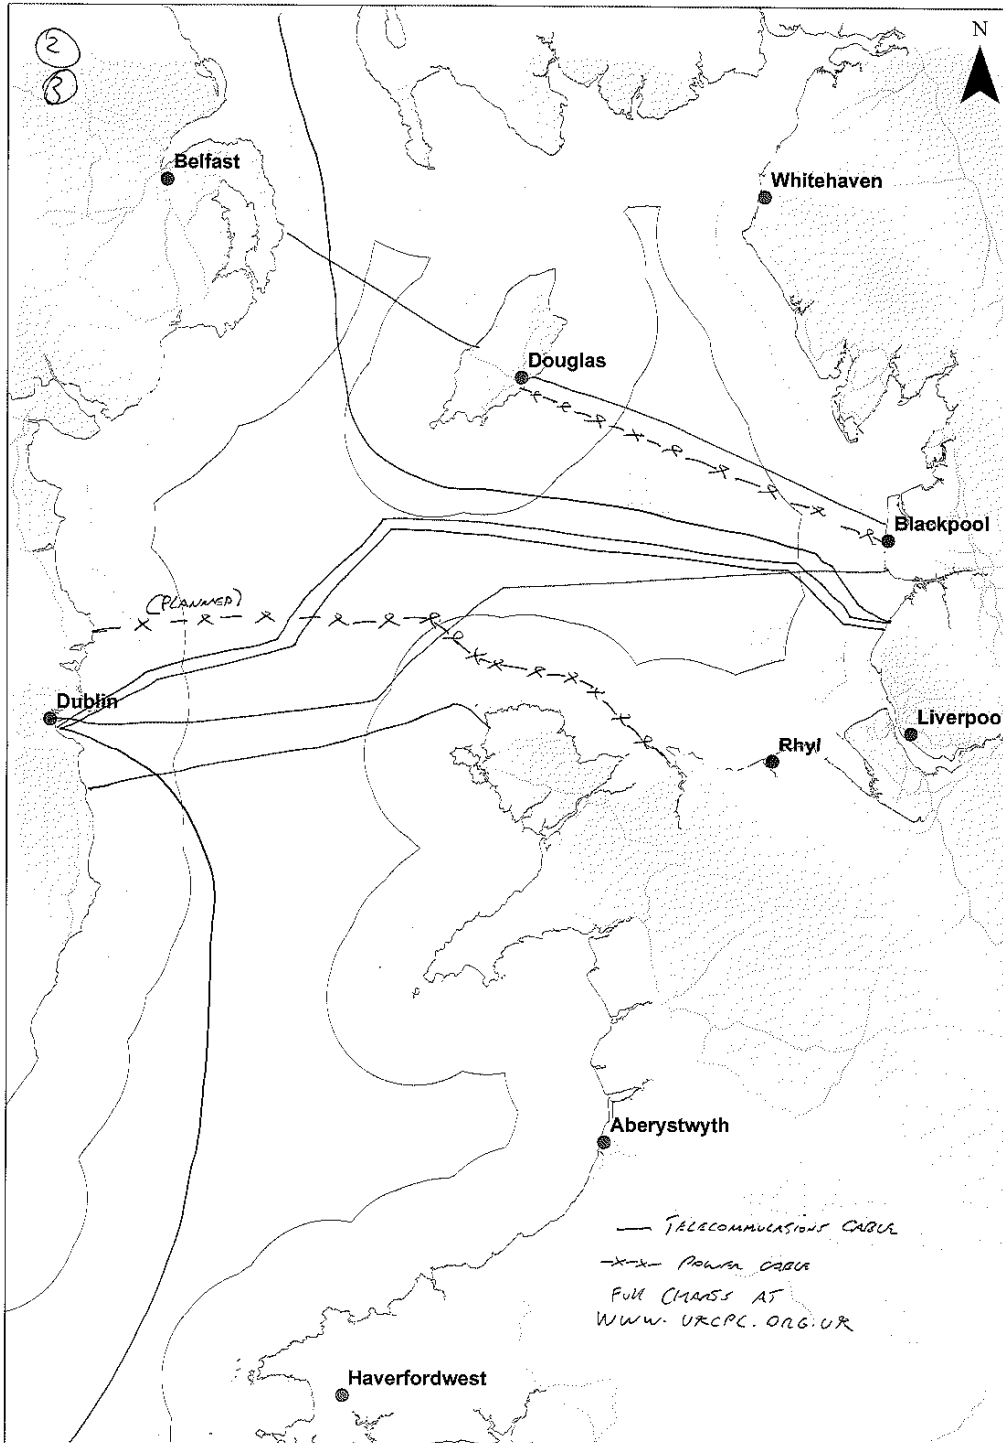 2
3
N
Belfast
Whitehaven
Douglas
Blackpool
(PLANNED)
Dublin
Liverpoo
Rhyl
Aberystwyth
TELECOMMUCASIONS CABLE
-x-x- POWER CABLE
FULL CHARTS AT
WWW.UKCPC.ORG.UK
Haverfordwest